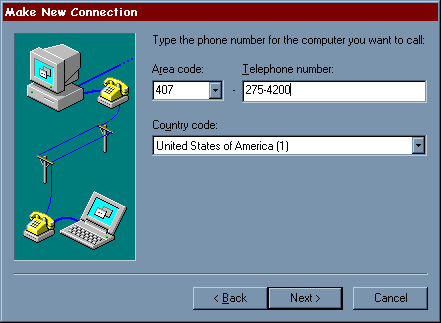 Make New Connection
Type the phone number for the computer you want to call:
Area code: Telephone number:
407 - 275-4200
Country code:
United States of America (1)
< Back Next > Cancel